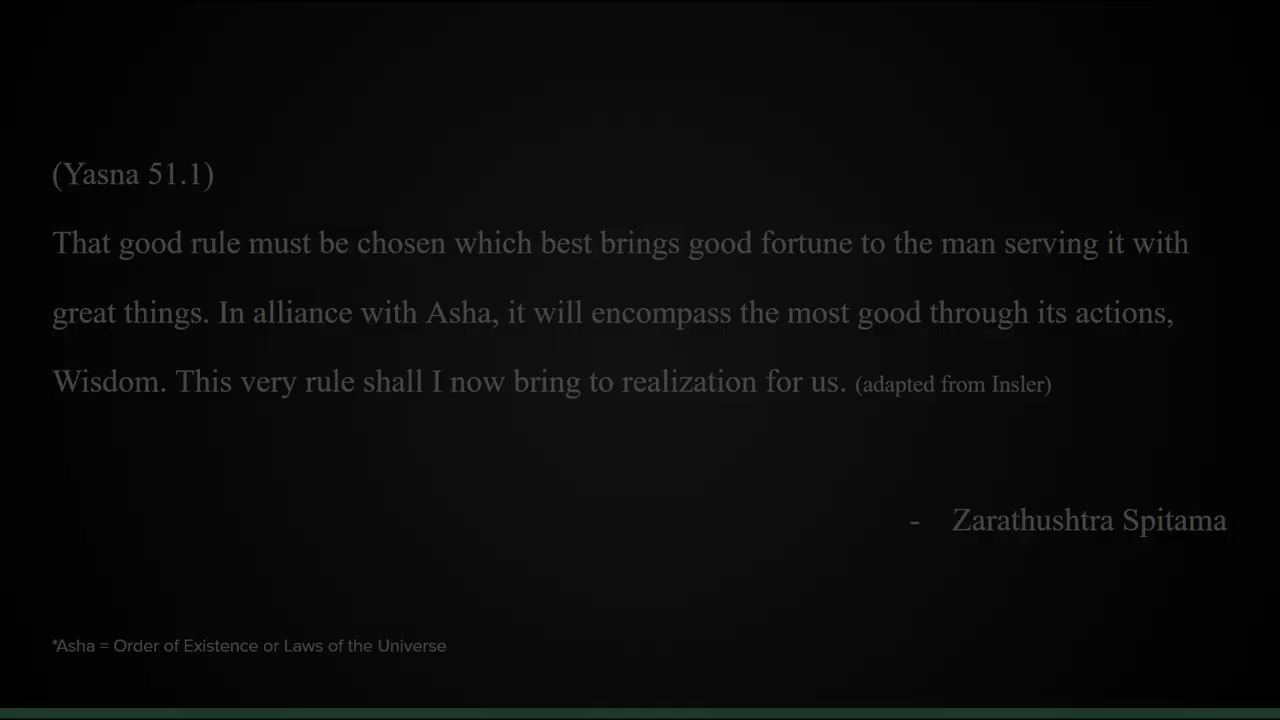 (Yasna 51.1)
That good rule must be chosen which best brings good fortune to the man serving it with
great things. In alliance with Asha, it will encompass the most good through its actions,
Wisdom. This very rule shall I now bring to realization for us. (adapted from Insler)
- Zarathushtra Spitama
*Asha = Order of Existence or Laws of the Universe